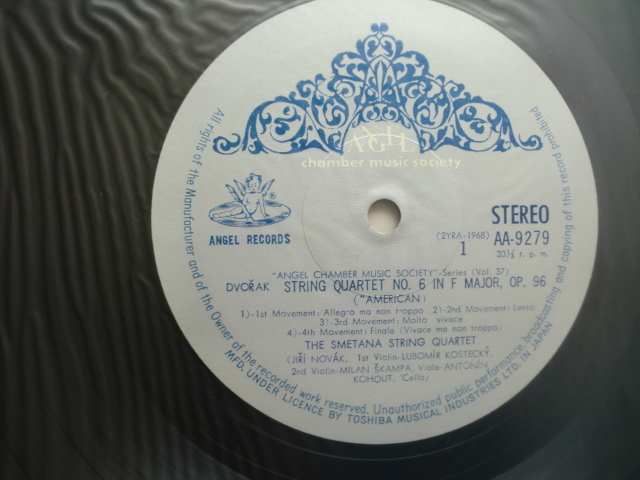 chamber music society
ANGEL RECORDS
®
STEREO
(2YRA-1968)
1
AA-9279
33⅓ r. p. m.
"ANGEL CHAMBER MUSIC SOCIETY"-Series (Vol. 37)
DVOŘAK STRING QUARTET NO. 6 IN F MAJOR, OP. 96
("AMERICAN)
1)-1st Movement: Allegro ma non troppo 2)-2nd Movement: Lento
3)-3rd Movement: Molto vivace
4)-4th Movement: Finale (Vivace ma non troppo)
THE SMETANA STRING QUARTET
(JIŘÍ NOVÁK, 1st Violin-LUBOMÍR KOSTECKÝ,
2nd Violin-MILAN ŠKAMPA, Viola-ANTONÍN
KOHOUT, Cello)
All rights of the Manufacturer and of the Owner of the recorded work reserved. Unauthorized public performance, broadcasting and copying of this record prohibited
MFD. UNDER LICENCE BY TOSHIBA MUSICAL INDUSTRIES LTD. IN JAPAN